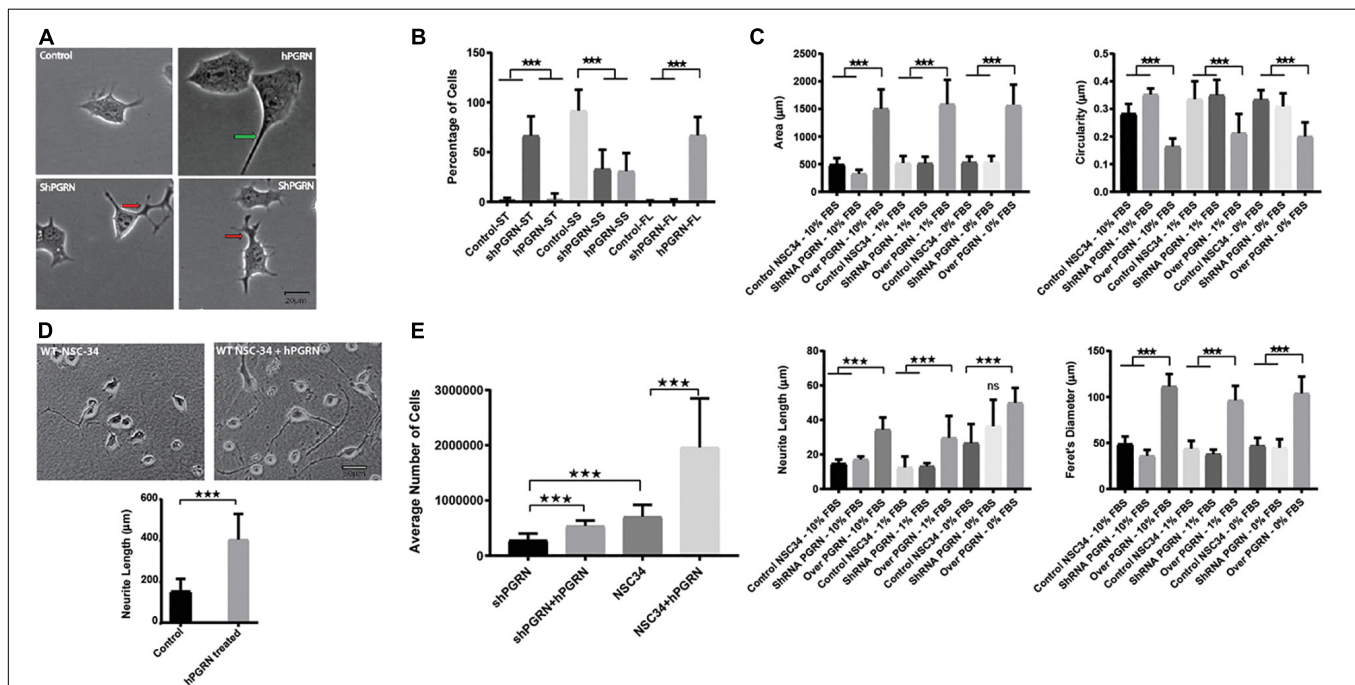 A
Control
hPGRN
ShPGRN
ShPGRN
20µm
B
Percentage of Cells
150
100
50
0
★★★
★★★
★★★
Control-ST
shPGRN-ST
hPGRN-ST
Control-SS
shPGRN-SS
hPGRN-SS
Control-FL
shPGRN-FL
hPGRN-FL
C
Area (µm)
2500
2000
1500
1000
500
0
★★★
★★★
★★★
Control NSC34 - 10% FBS
ShRNA PGRN - 10% FBS
Over PGRN - 10% FBS
Control NSC34 - 1% FBS
ShRNA PGRN - 1% FBS
Over PGRN - 1% FBS
Control NSC34 - 0% FBS
ShRNA PGRN - 0% FBS
Over PGRN - 0% FBS
Circularity (µm)
0.5
0.4
0.3
0.2
0.1
0.0
★★★
★★★
★★★
Control NSC34 - 10% FBS
ShRNA PGRN - 10% FBS
Over PGRN - 10% FBS
Control NSC34 - 1% FBS
ShRNA PGRN - 1% FBS
Over PGRN - 1% FBS
Control NSC34 - 0% FBS
ShRNA PGRN - 0% FBS
Over PGRN - 0% FBS
Neurite Length (µm)
80
60
40
20
0
★★★
★★★
★★★
ns
Control NSC34 - 10% FBS
ShRNA PGRN - 10% FBS
Over PGRN - 10% FBS
Control NSC34 - 1% FBS
ShRNA PGRN - 1% FBS
Over PGRN - 1% FBS
Control NSC34 - 0% FBS
ShRNA PGRN - 0% FBS
Over PGRN - 0% FBS
Feret's Diameter (µm)
150
100
50
0
★★★
★★★
★★★
Control NSC34 - 10% FBS
ShRNA PGRN - 10% FBS
Over PGRN - 10% FBS
Control NSC34 - 1% FBS
ShRNA PGRN - 1% FBS
Over PGRN - 1% FBS
Control NSC34 - 0% FBS
ShRNA PGRN - 0% FBS
Over PGRN - 0% FBS
D
WT-NSC-34
WT NSC-34 + hPGRN
Neurite Length (µm)
600
400
200
0
★★★
Control
hPGRN treated
E
Average Number of Cells
3000000
2000000
1000000
0
★★★
★★★
★★★
shPGRN
shPGRN+hPGRN
NSC34
NSC34+hPGRN